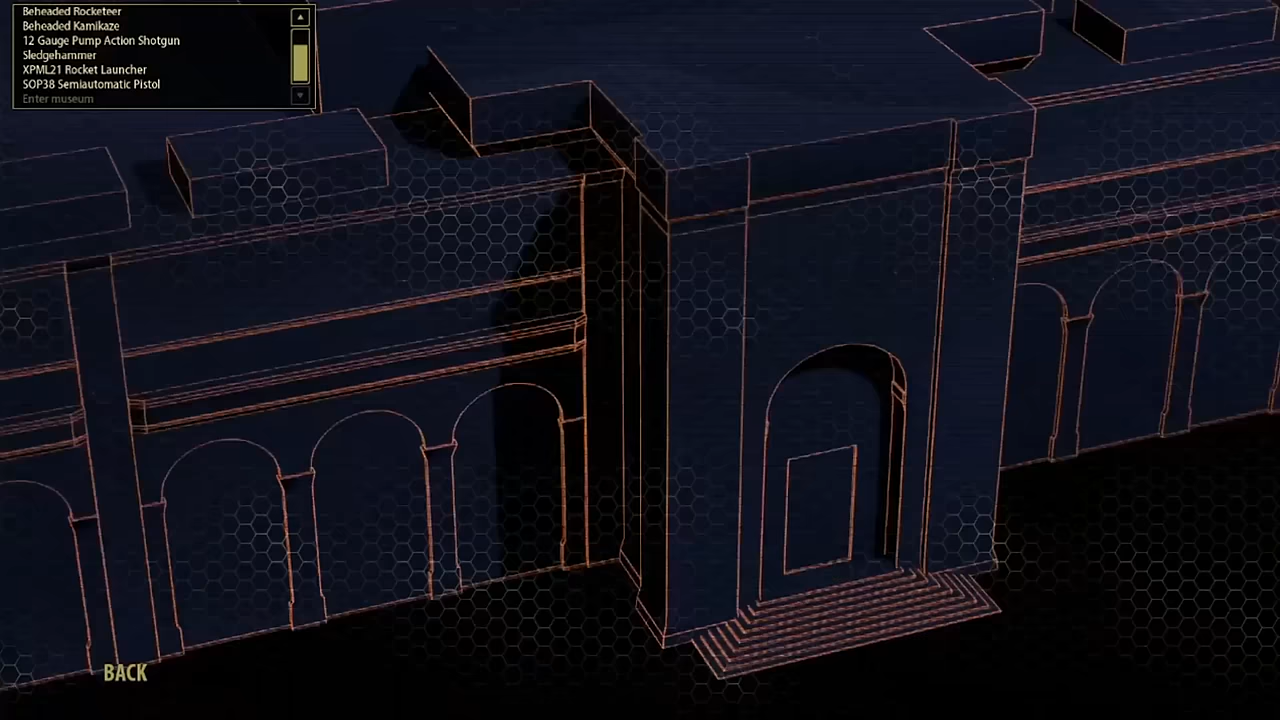 Beheaded Rocketeer
Beheaded Kamikaze
12 Gauge Pump Action Shotgun
Sledgehammer
XPML21 Rocket Launcher
SOP38 Semiautomatic Pistol
Enter museum
BACK